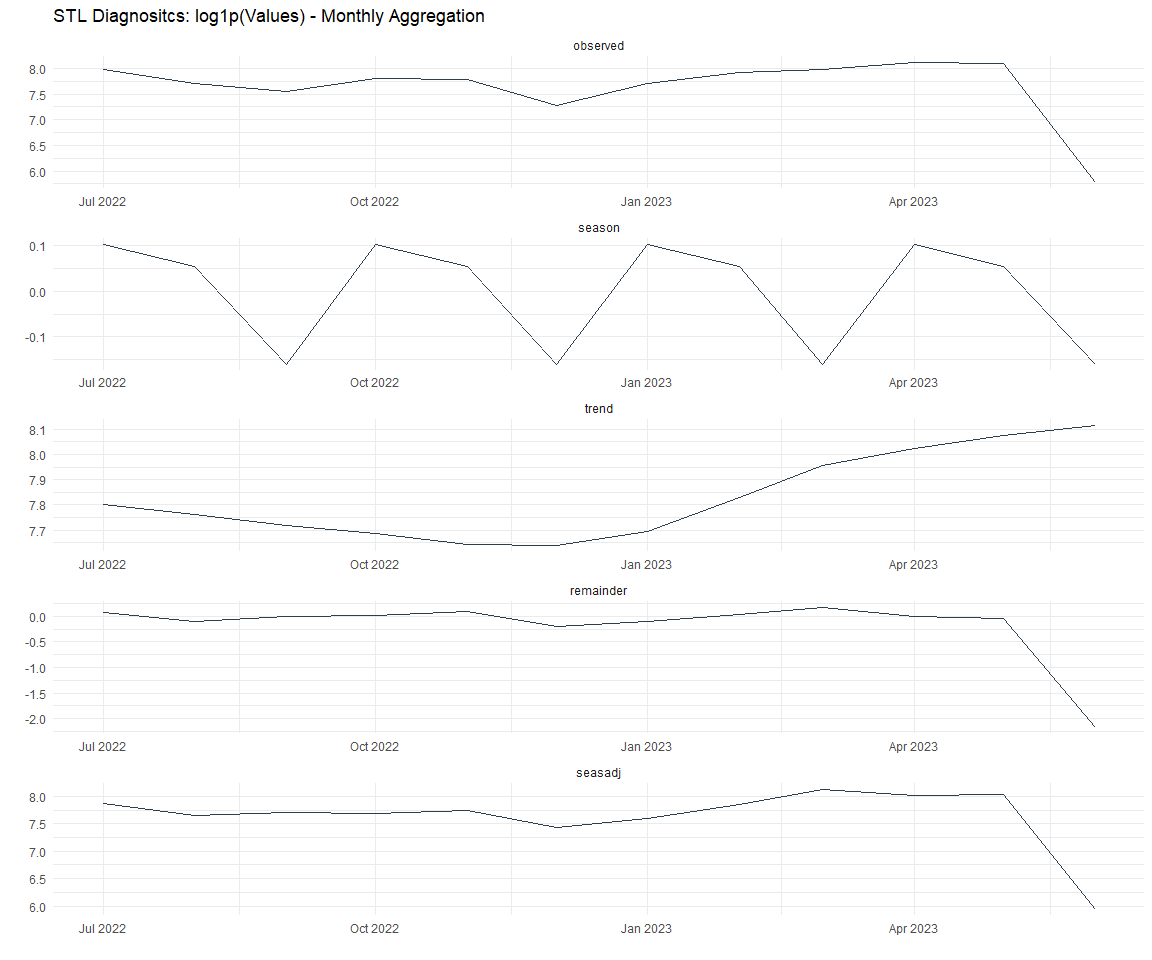 STL Diagnositcs: log1p(Values) - Monthly Aggregation
observed
8.0
7.5
7.0
6.5
6.0
Jul 2022 Oct 2022 Jan 2023 Apr 2023
season
0.1
0.0
-0.1
Jul 2022 Oct 2022 Jan 2023 Apr 2023
trend
8.1
8.0
7.9
7.8
7.7
Jul 2022 Oct 2022 Jan 2023 Apr 2023
remainder
0.0
-0.5
-1.0
-1.5
-2.0
Jul 2022 Oct 2022 Jan 2023 Apr 2023
seasadj
8.0
7.5
7.0
6.5
6.0
Jul 2022 Oct 2022 Jan 2023 Apr 2023